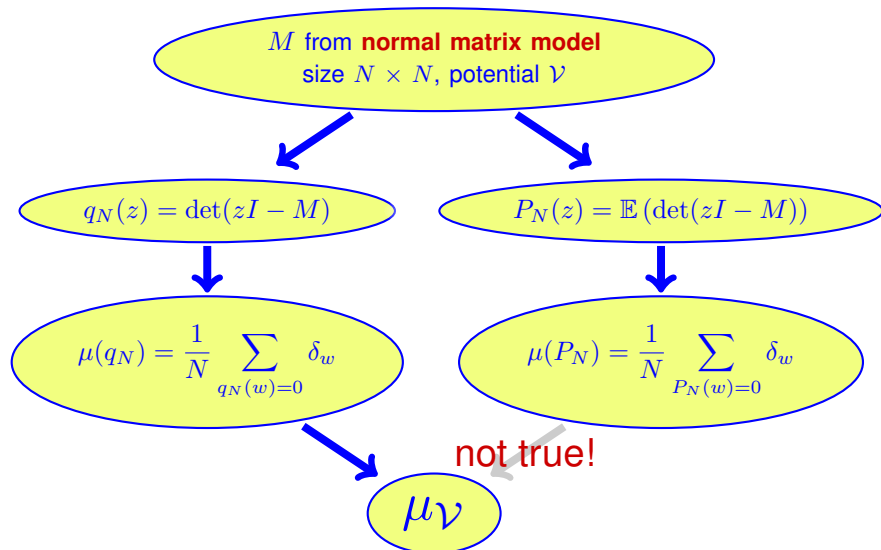 M from normal matrix model
size N × N, potential 𝒱
q_N(z) = det(zI − M)
P_N(z) = 𝔼 (det(zI − M))
μ(q_N) = 1/N ∑_{q_N(w)=0} δ_w
μ(P_N) = 1/N ∑_{P_N(w)=0} δ_w
not true!
μ_𝒱